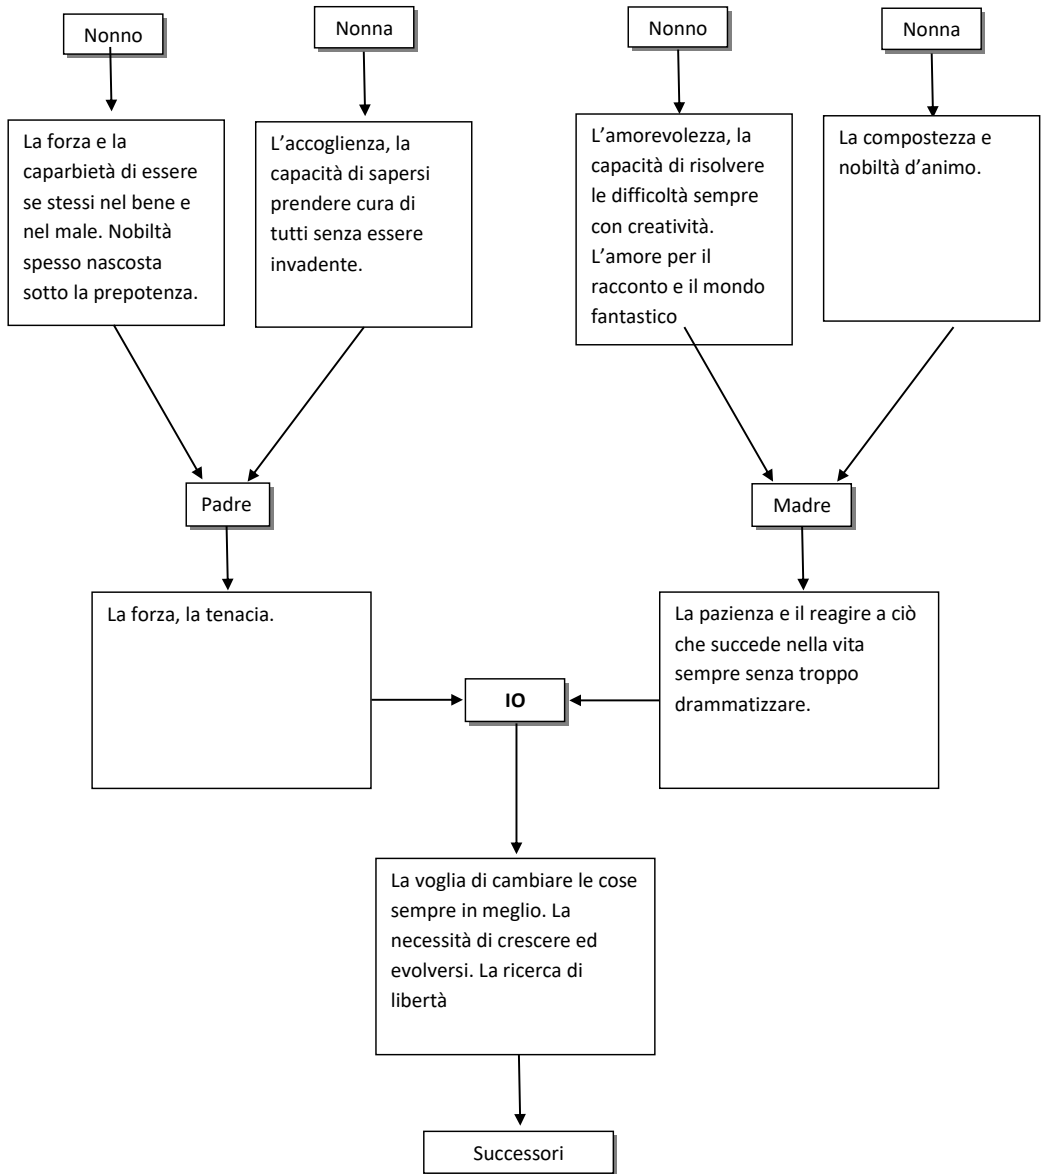 Nonno
Nonna
Nonno
Nonna
La forza e la
caparbietà di essere
se stessi nel bene e
nel male. Nobiltà
spesso nascosta
sotto la prepotenza.
L’accoglienza, la
capacità di sapersi
prendere cura di
tutti senza essere
invadente.
L’amorevolezza, la
capacità di risolvere
le difficoltà sempre
con creatività.
L’amore per il
racconto e il mondo
fantastico
La compostezza e
nobiltà d’animo.
Padre
Madre
La forza, la tenacia.
La pazienza e il reagire a ciò
che succede nella vita
sempre senza troppo
drammatizzare.
IO
La voglia di cambiare le cose
sempre in meglio. La
necessità di crescere ed
evolversi. La ricerca di
libertà
Successori